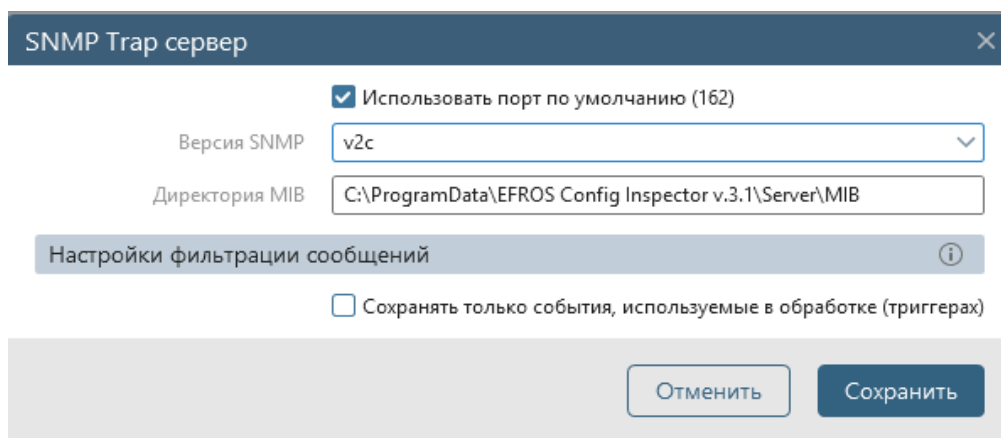 SNMP Trap сервер
Использовать порт по умолчанию (162)
Версия SNMP v2c
Директория MIB C:\ProgramData\EFROS Config Inspector v.3.1\Server\MIB
Настройки фильтрации сообщений
Сохранять только события, используемые в обработке (триггерах)
Отменить Сохранить